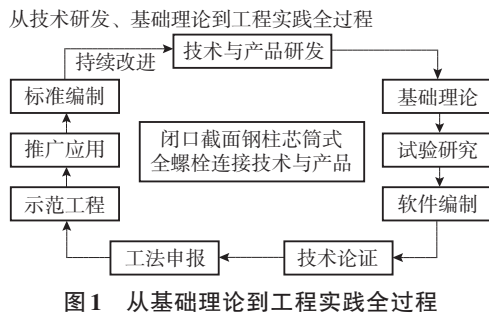 从技术研发、基础理论到工程实践全过程
技术与产品研发
持续改进
标准编制
基础理论
推广应用
闭口截面钢柱芯筒式
全螺栓连接技术与产品
试验研究
示范工程
软件编制
工法申报
技术论证
图1 从基础理论到工程实践全过程